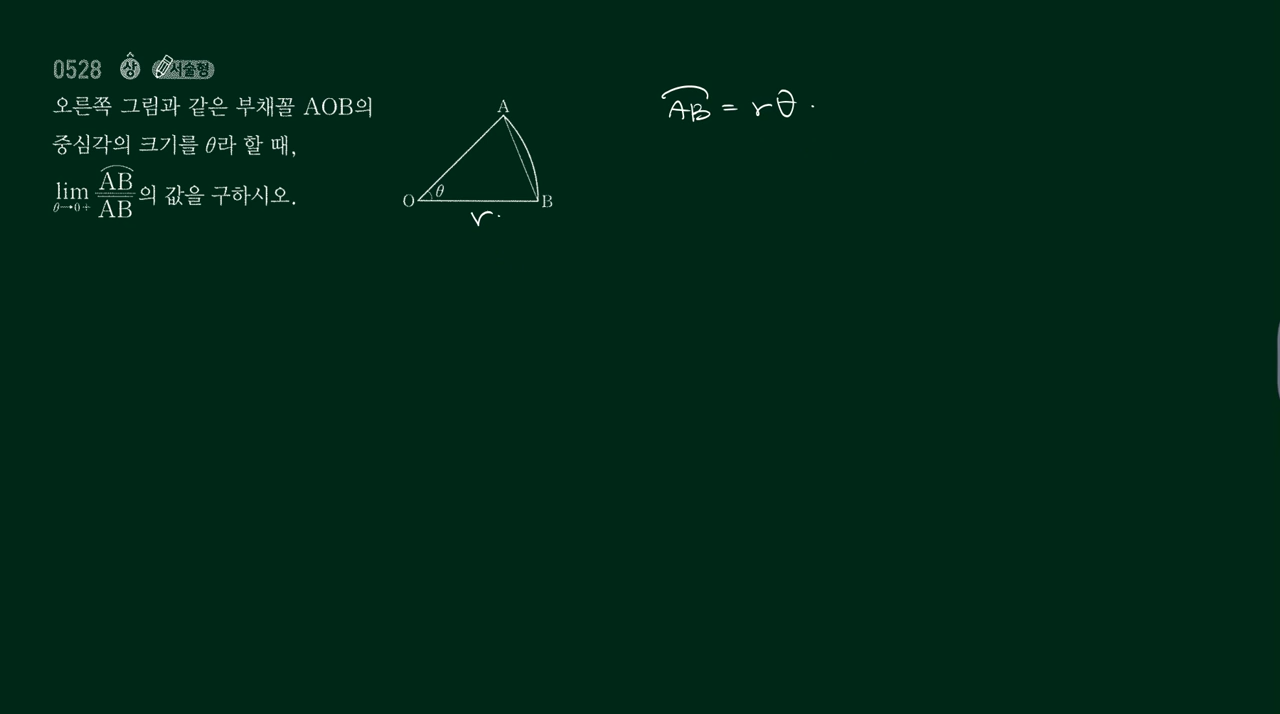 0528 상 서술형
오른쪽 그림과 같은 부채꼴 AOB의
중심각의 크기를 θ라 할 때,
lim θ→0+ ⌒AB/AB의 값을 구하시오.
A
O θ B
r.
⌒AB = rθ.